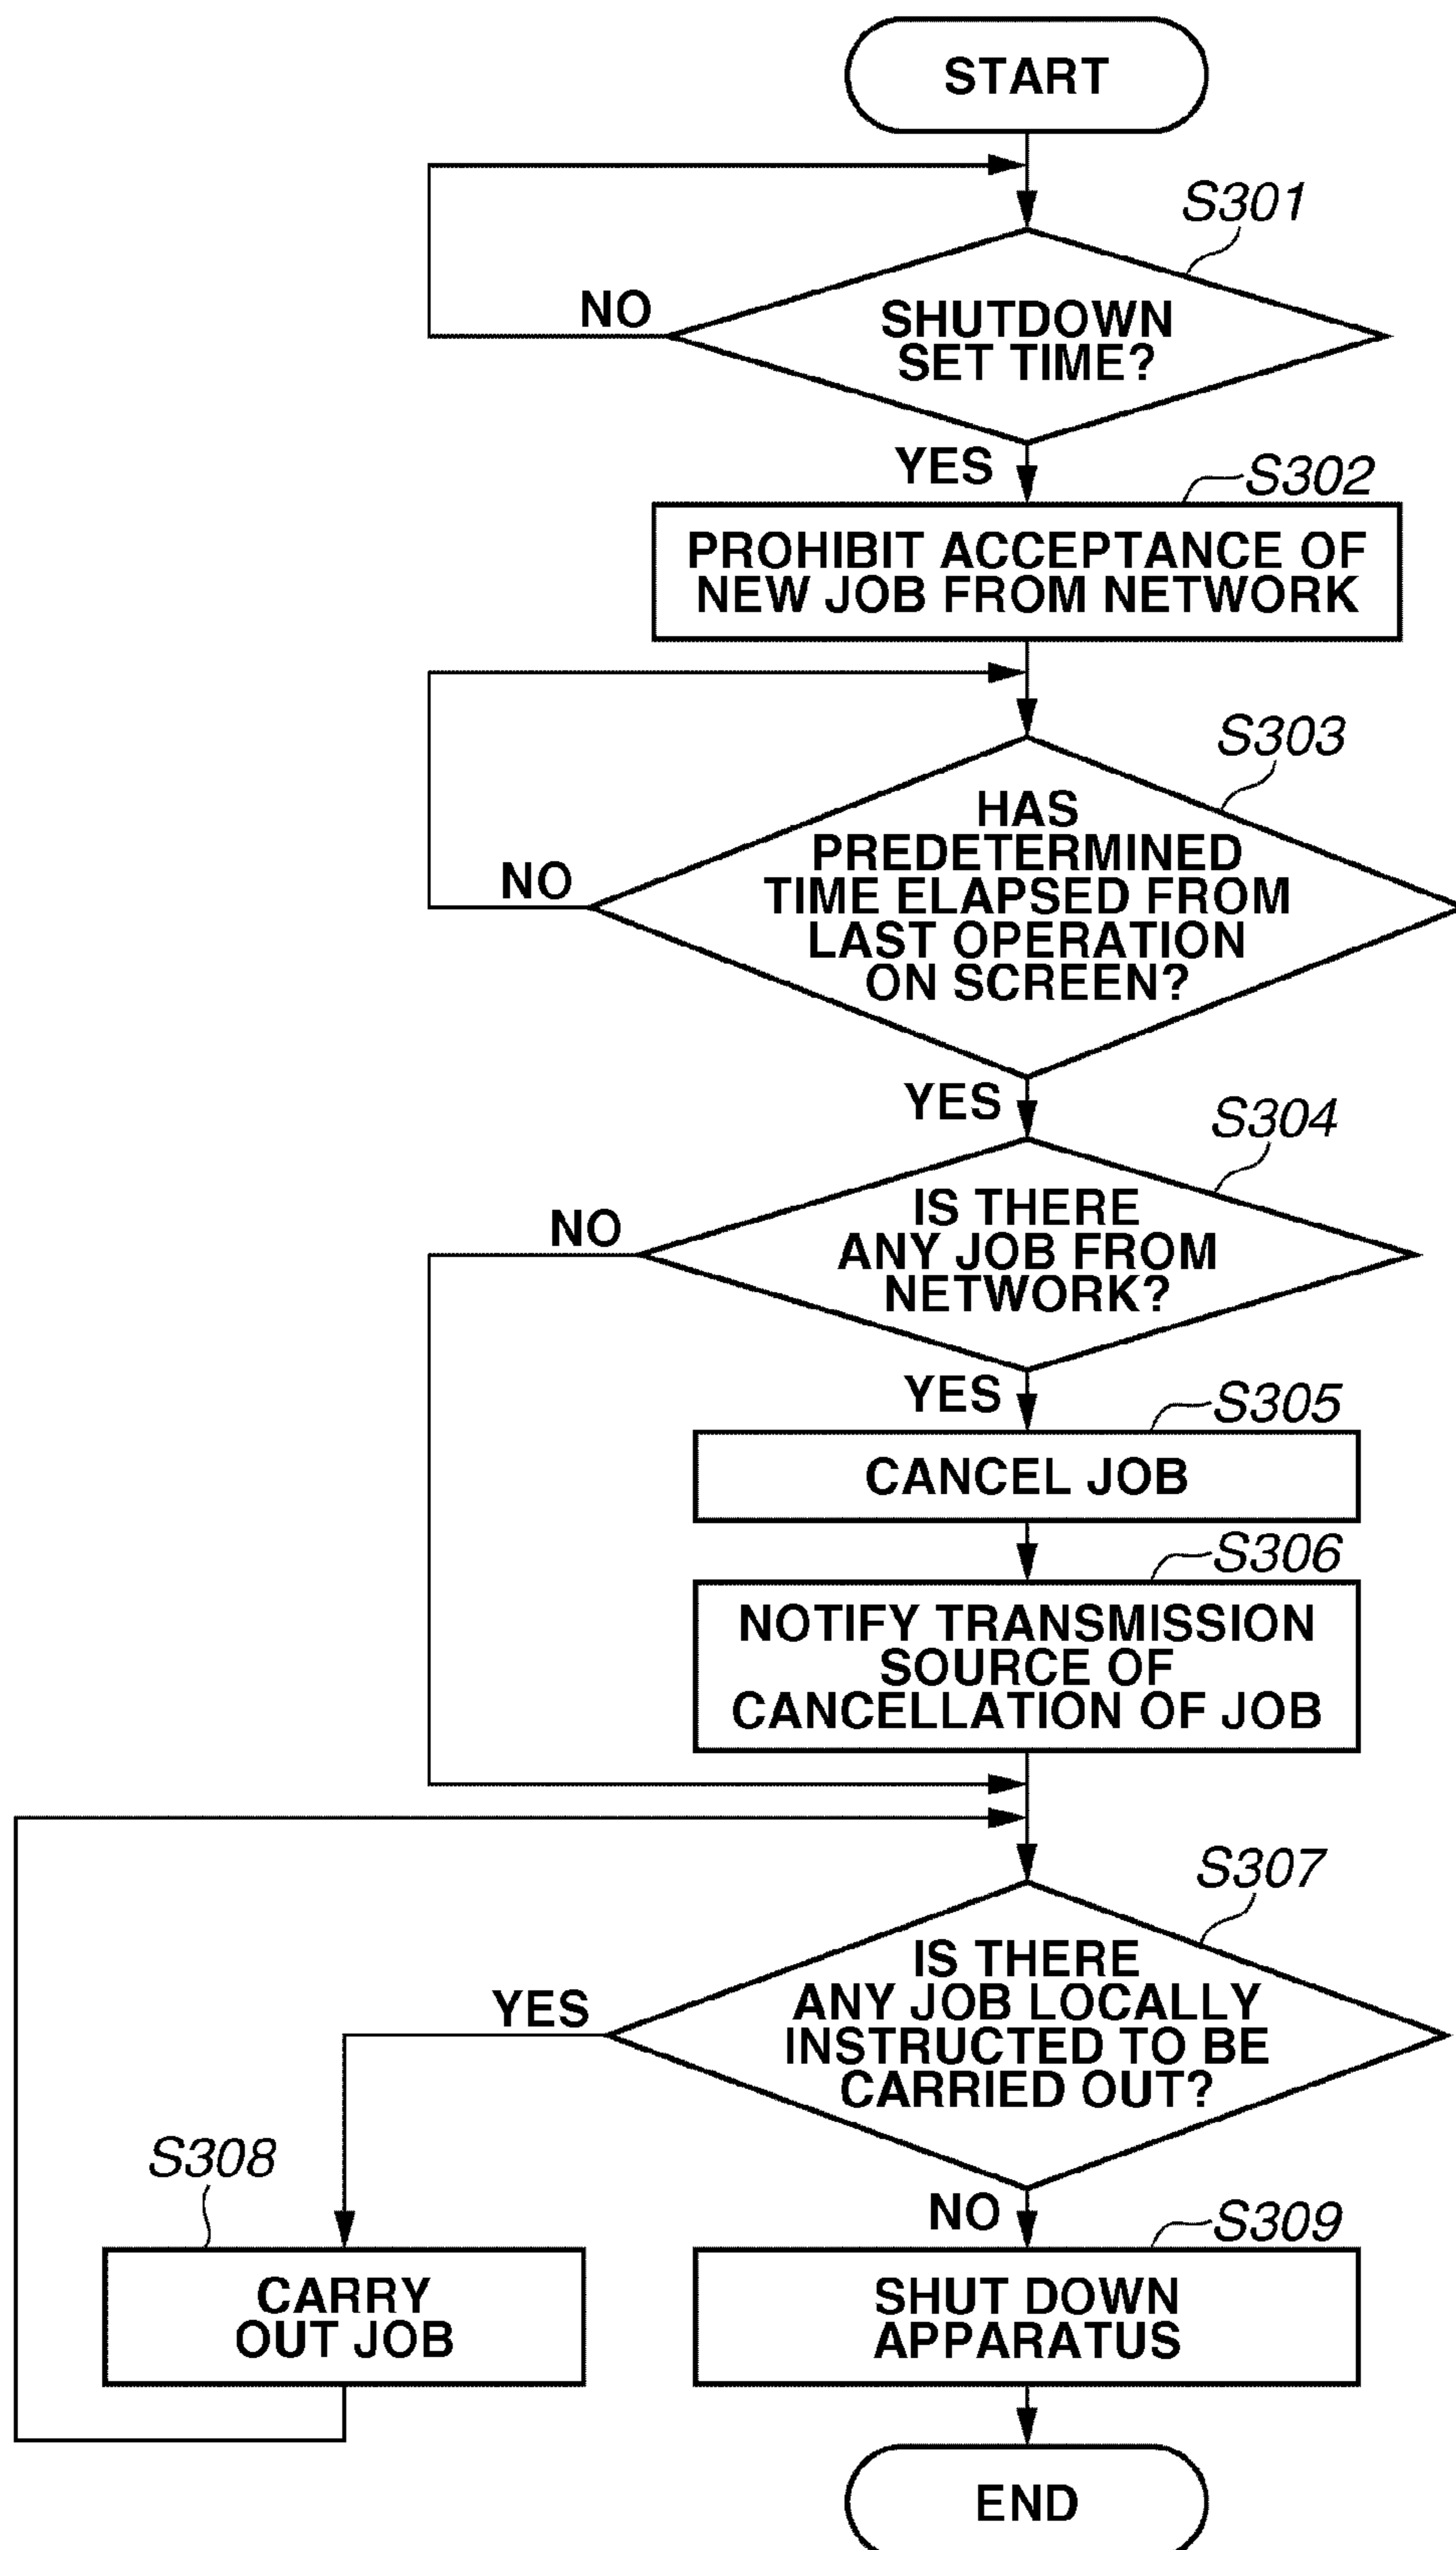 START
S301
NO
SHUTDOWN
SET TIME?
YES
S302
PROHIBIT ACCEPTANCE OF
NEW JOB FROM NETWORK
S303
HAS
PREDETERMINED
TIME ELAPSED FROM
LAST OPERATION
ON SCREEN?
NO
YES
S304
IS THERE
ANY JOB FROM
NETWORK?
NO
YES
S305
CANCEL JOB
S306
NOTIFY TRANSMISSION
SOURCE OF
CANCELLATION OF JOB
S307
IS THERE
ANY JOB LOCALLY
INSTRUCTED TO BE
CARRIED OUT?
YES
S308
NO
S309
CARRY
OUT JOB
SHUT DOWN
APPARATUS
END